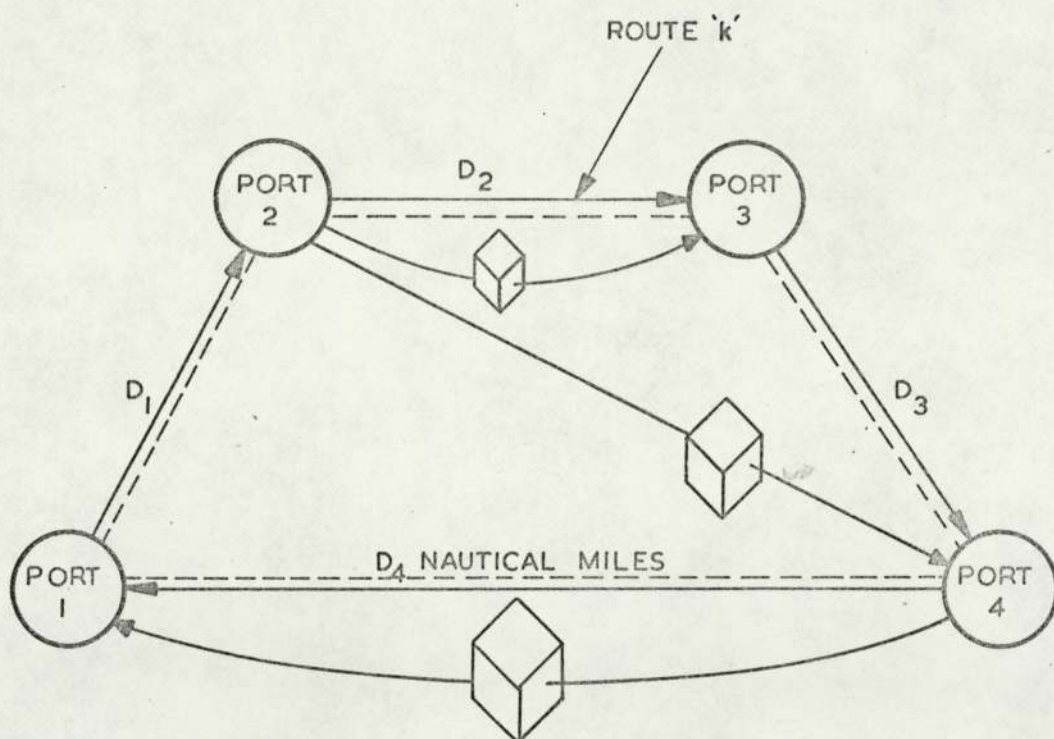 ROUTE 'k'
PORT
2
D2
PORT
3
D1
D3
PORT
1
D4 NAUTICAL MILES
PORT
4